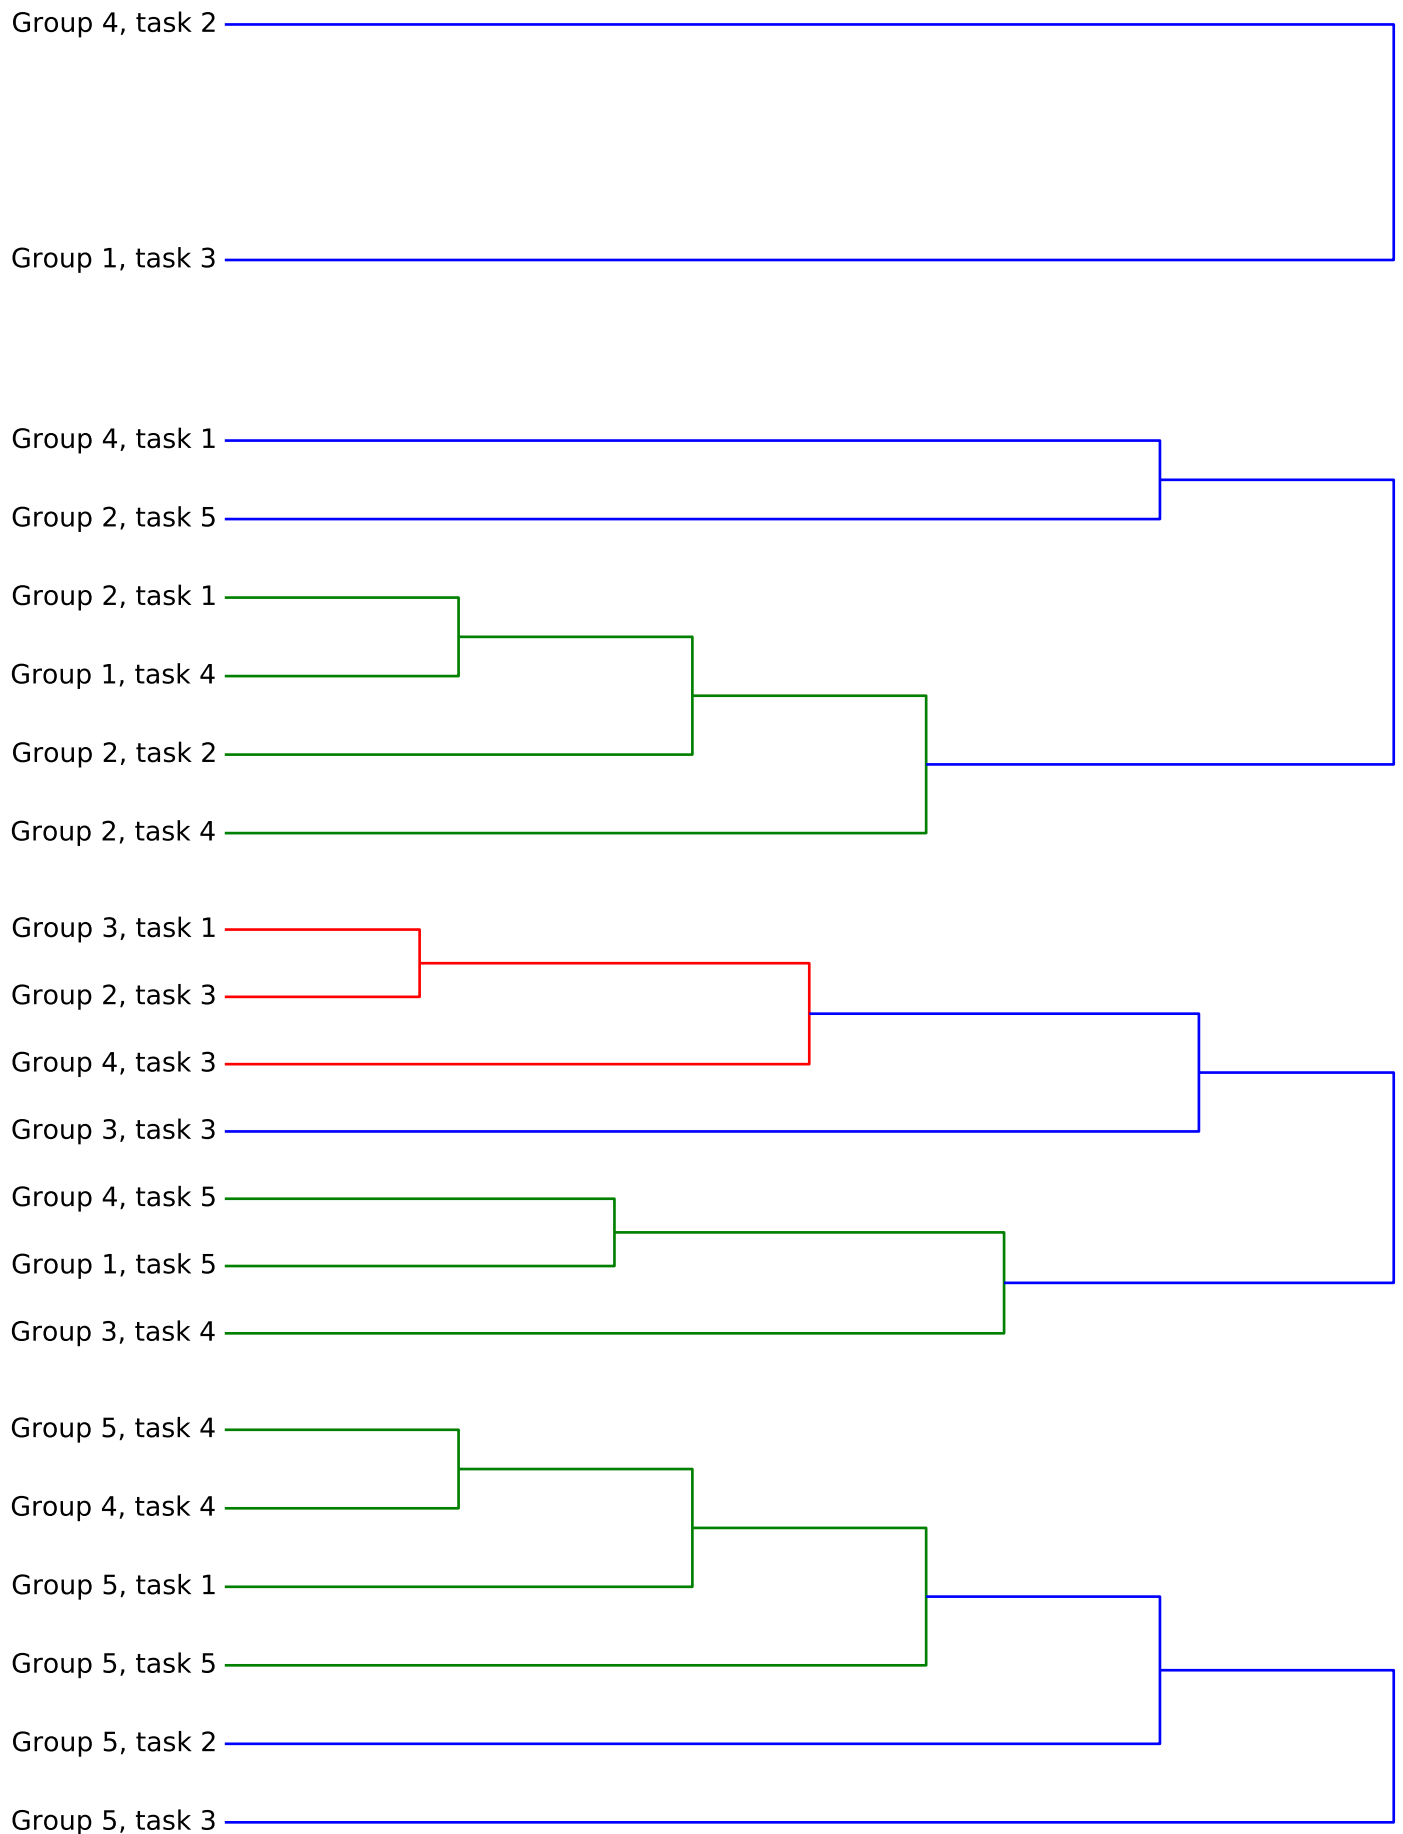 Group 4, task 2
Group 1, task 3
Group 4, task 1
Group 2, task 5
Group 2, task 1
Group 1, task 4
Group 2, task 2
Group 2, task 4
Group 3, task 1
Group 2, task 3
Group 4, task 3
Group 3, task 3
Group 4, task 5
Group 1, task 5
Group 3, task 4
Group 5, task 4
Group 4, task 4
Group 5, task 1
Group 5, task 5
Group 5, task 2
Group 5, task 3